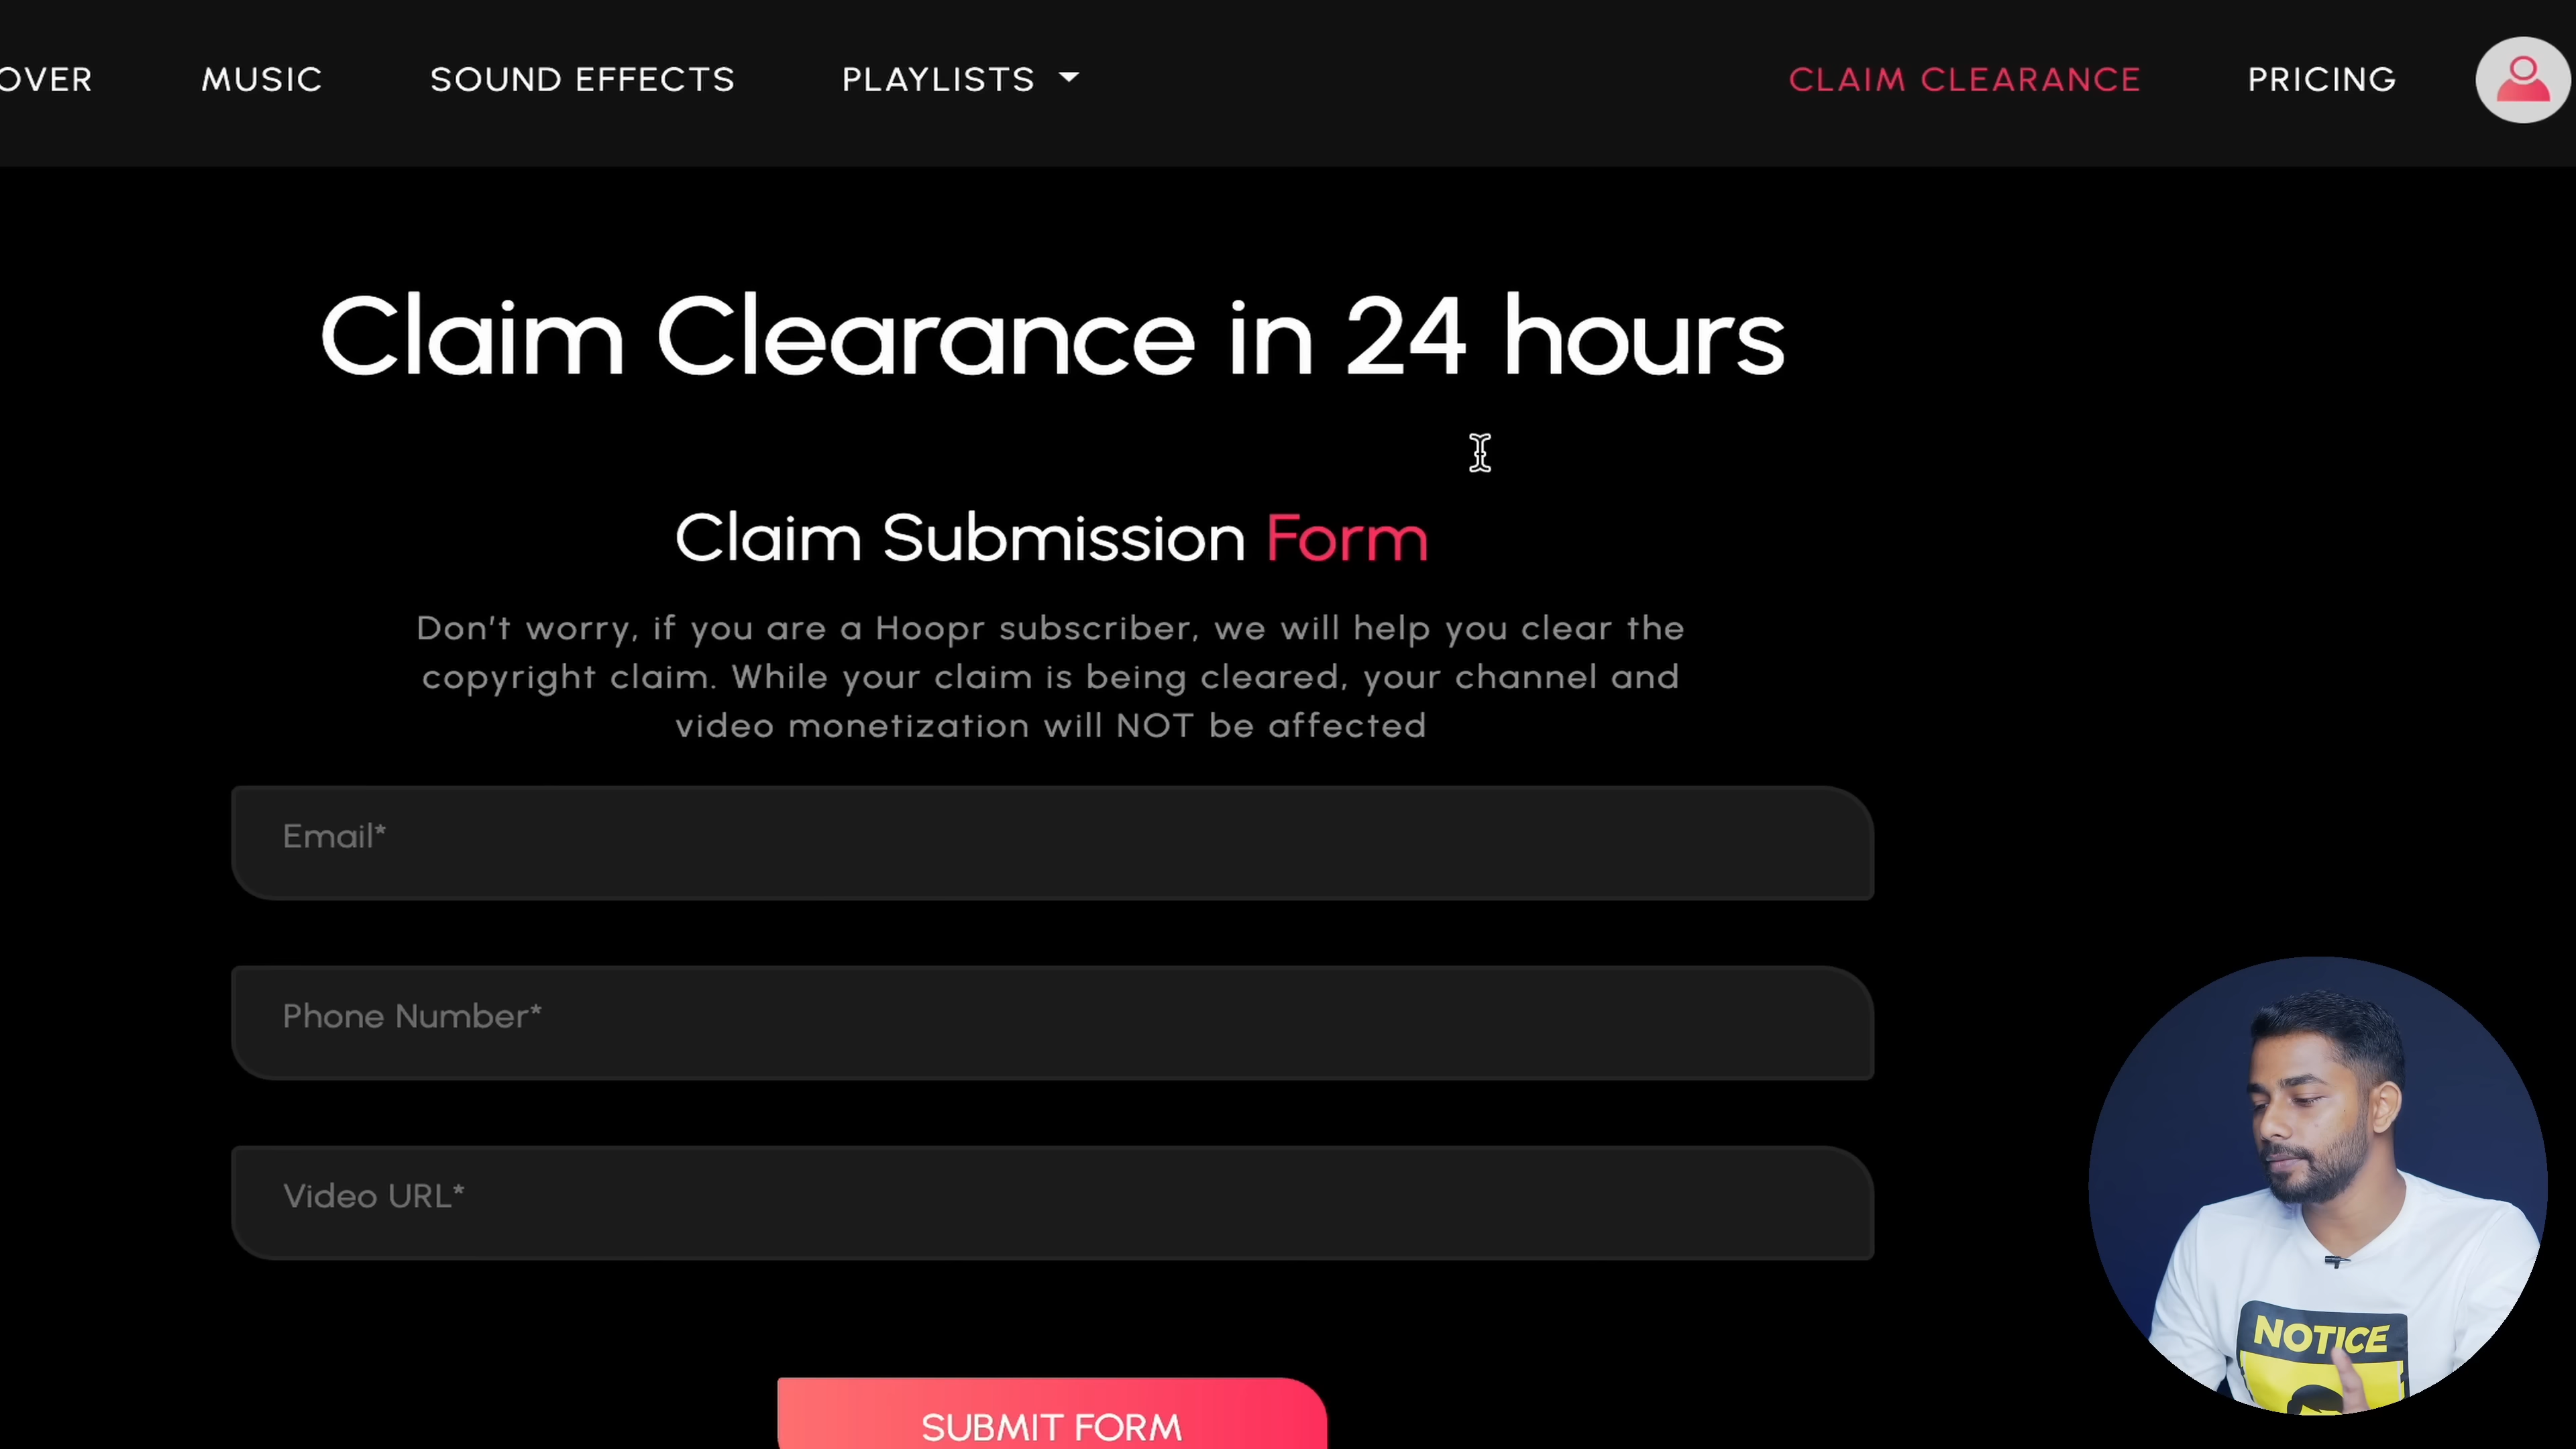 OVER MUSIC SOUND EFFECTS PLAYLISTS CLAIM CLEARANCE PRICING
Claim Clearance in 24 hours
Claim Submission Form
Don't worry, if you are a Hoopr subscriber, we will help you clear the
copyright claim. While your claim is being cleared, your channel and
video monetization will NOT be affected
Email*
Phone Number*
Video URL*
NOTICE
SUBMIT FORM